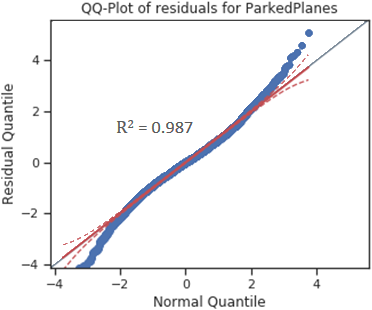 QQ-Plot of residuals for ParkedPlanes
Residual Quantile
4
2
0
−2
−4
R² = 0.987
−4 −2 0 2 4
Normal Quantile